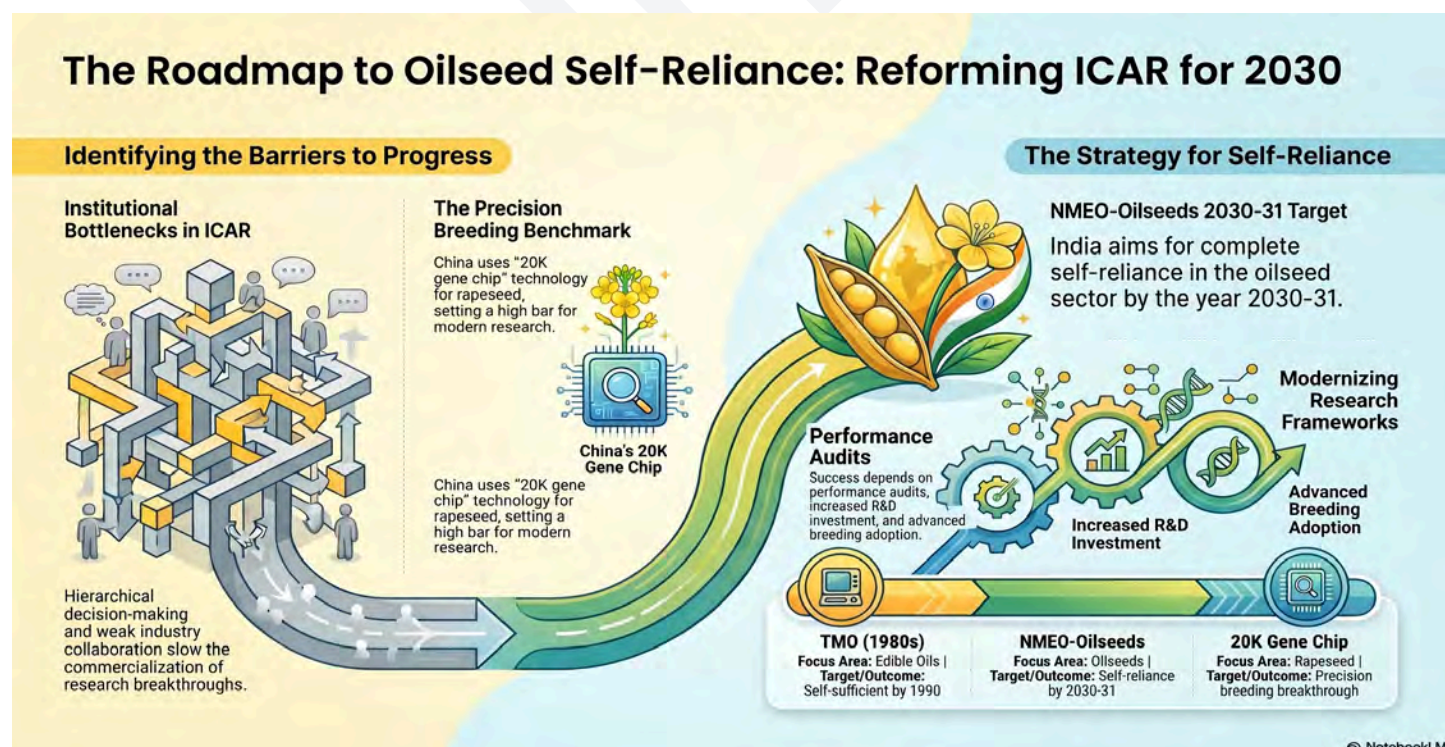 The Roadmap to Oilseed Self-Reliance: Reforming ICAR for 2030
Identifying the Barriers to Progress
Institutional
Bottlenecks in ICAR
Hierarchical
decision-making
and weak industry
collaboration slow the
commercialization of
research breakthroughs.
The Precision
Breeding Benchmark
China uses “20K
gene chip” technology
for rapeseed,
setting a high bar for
modern research.
China's 20K
Gene Chip
China uses “20K gene
chip” technology for
rapeseed, setting a
high bar for modern
research.
The Strategy for Self-Reliance
NMEO-Oilseeds 2030-31 Target
India aims for complete
self-reliance in the oilseed
sector by the year 2030-31.
Modernizing
Research
Frameworks
Performance
Audits
Success depends on
performance audits,
increased R&D
investment, and advanced
breeding adoption.
Increased R&D
Investment
Advanced
Breeding
Adoption
TMO (1980s)
Focus Area: Edible Oils |
Target/Outcome:
Self-sufficient by 1990
NMEO-Oilseeds
Focus Area: Oilseeds |
Target/Outcome: Self-reliance
by 2030-31
20K Gene Chip
Focus Area: Rapeseed |
Target/Outcome: Precision
breeding breakthrough